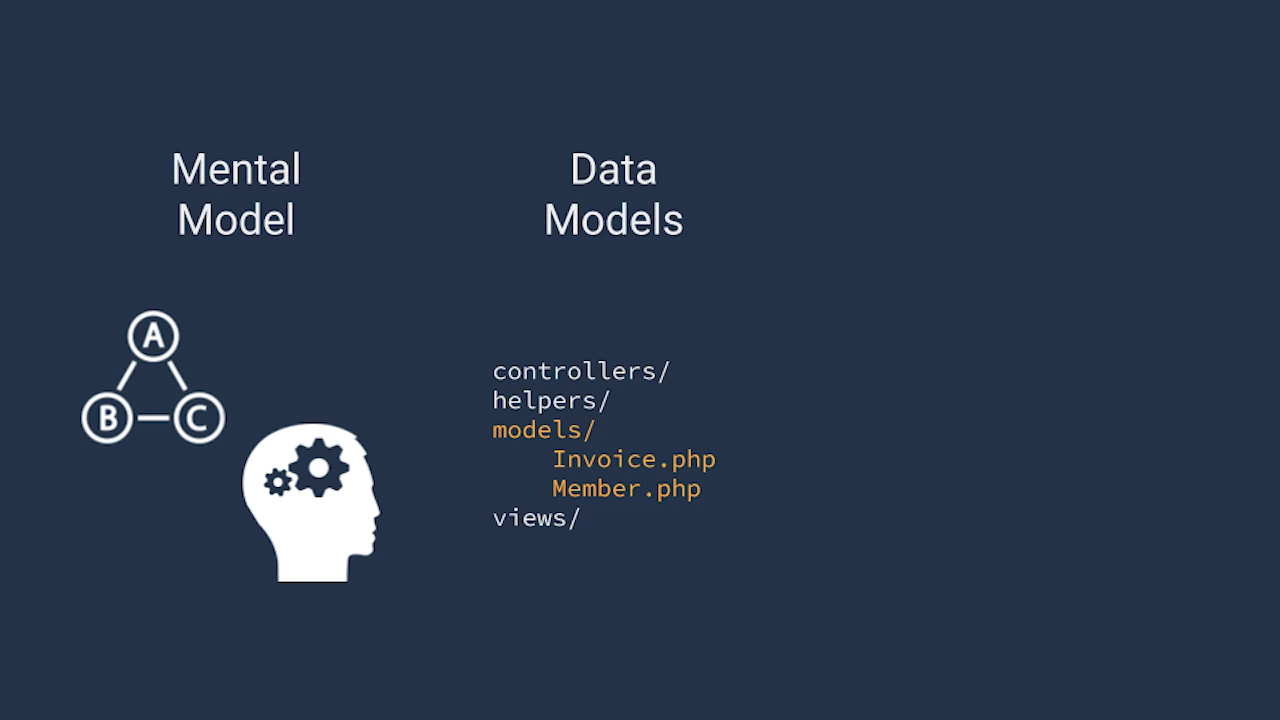 Mental
Model
A
B
C
Data
Models
controllers/
helpers/
models/
Invoice.php
Member.php
views/